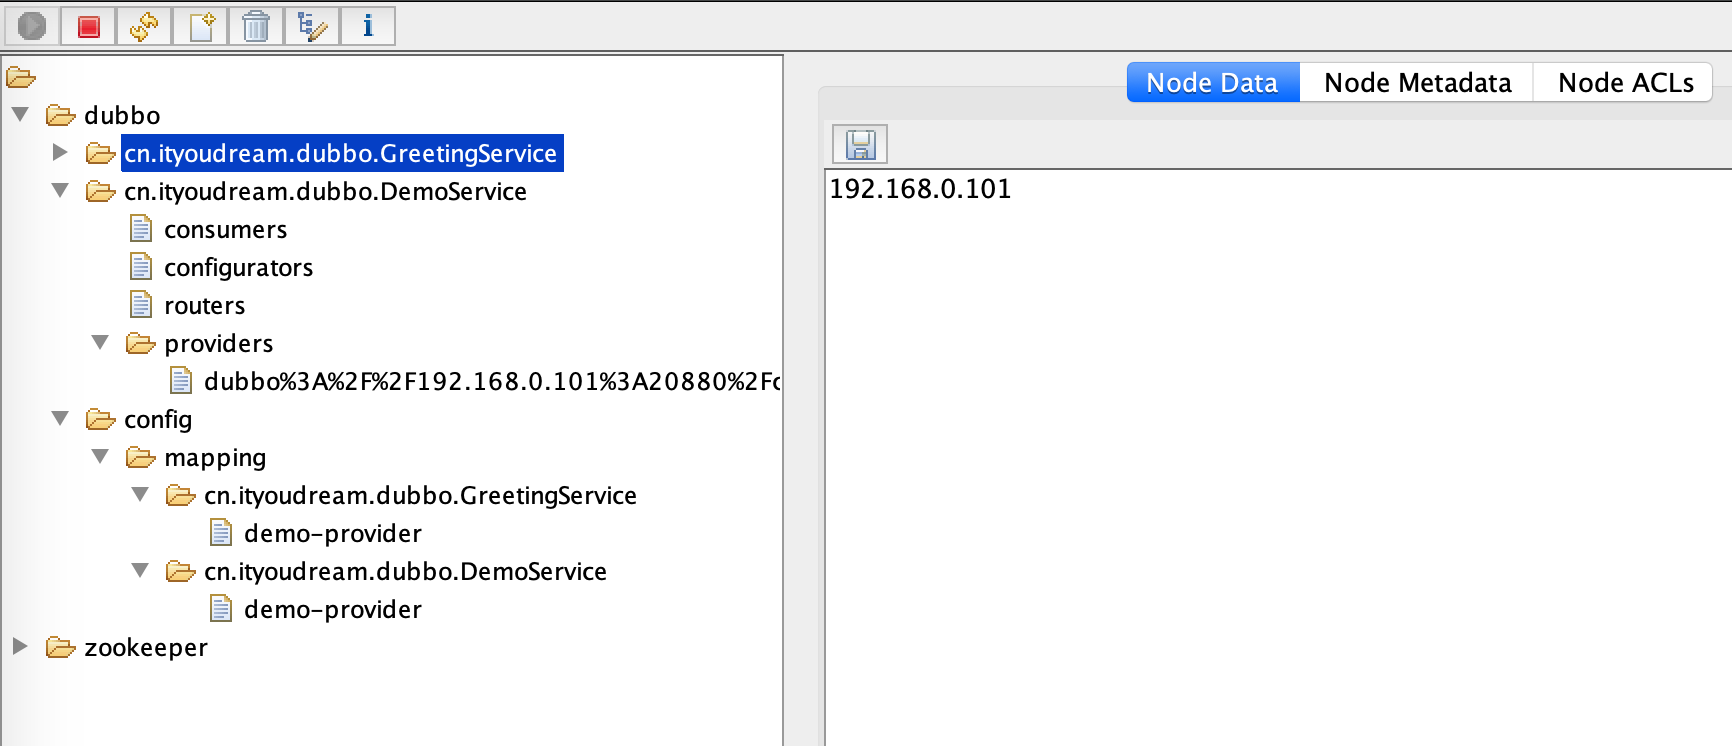 dubbo
cn.ityoudream.dubbo.GreetingService
cn.ityoudream.dubbo.DemoService
consumers
configurators
routers
providers
dubbo%3A%2F%2F192.168.0.101%3A20880%2Fc
config
mapping
cn.ityoudream.dubbo.GreetingService
demo-provider
cn.ityoudream.dubbo.DemoService
demo-provider
zookeeper
Node Data Node Metadata Node ACLs
192.168.0.101